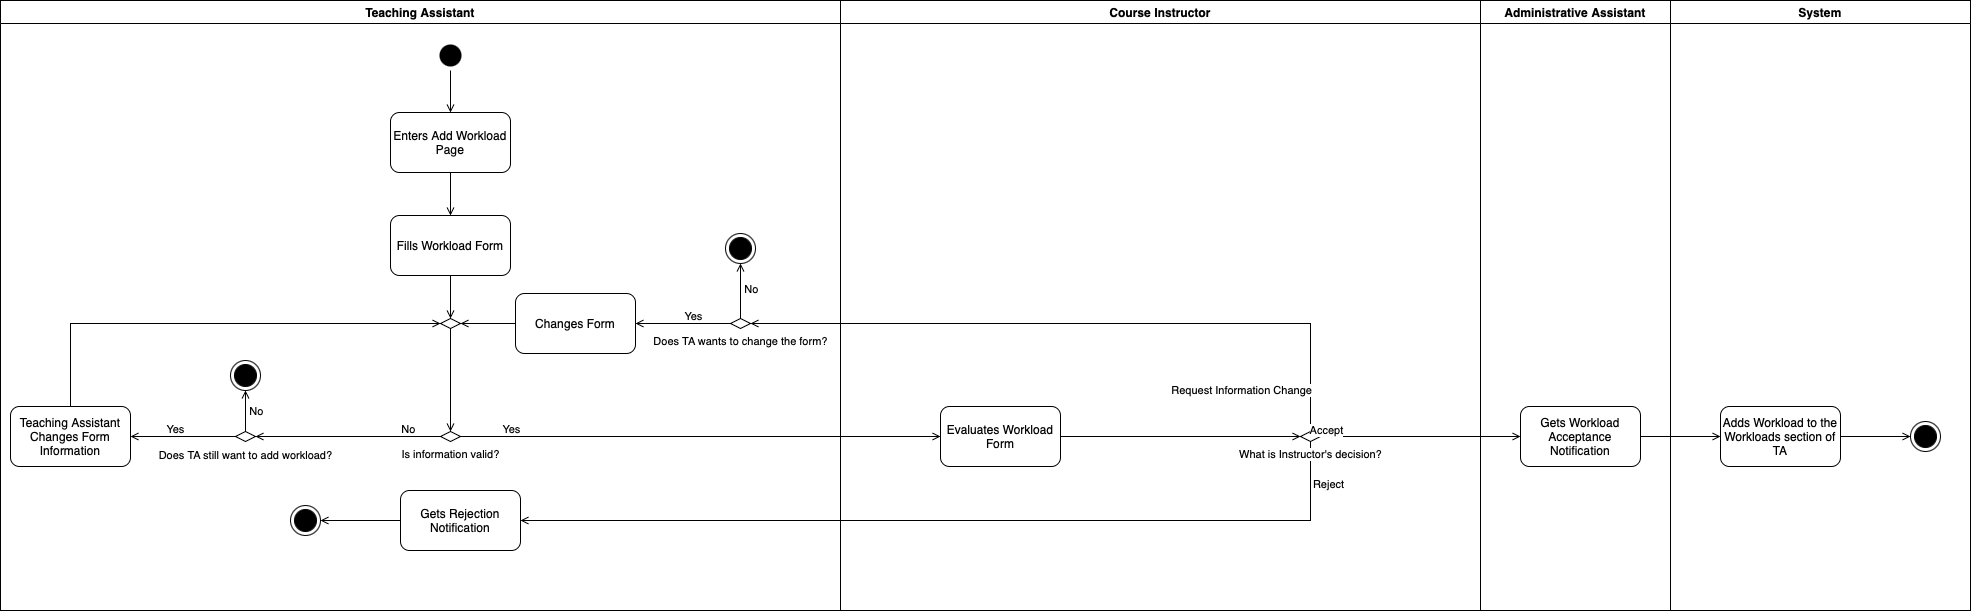 Teaching Assistant
Course Instructor
Administrative Assistant
System
Enters Add Workload
Page
Fills Workload Form
No
Changes Form
Yes
Does TA wants to change the form?
Request Information Change
Teaching Assistant
Changes Form
Information
Yes
No
Does TA still want to add workload?
No
Yes
Is information valid?
Evaluates Workload
Form
Accept
What is Instructor's decision?
Reject
Gets Workload
Acceptance
Notification
Adds Workload to the
Workloads section of
TA
Gets Rejection
Notification